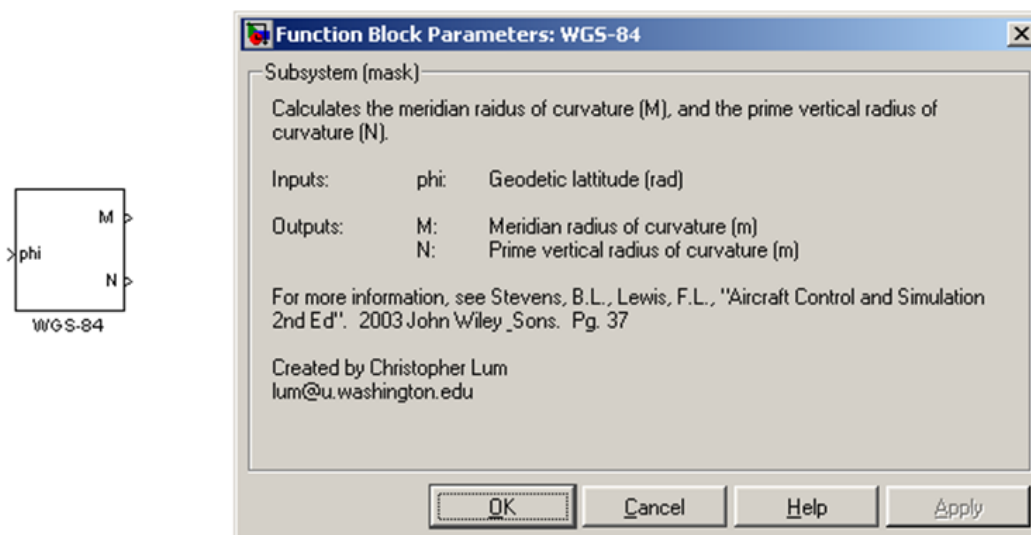 M
phi
N
WGS-84
Function Block Parameters: WGS-84
Subsystem (mask)
Calculates the meridian raidus of curvature (M), and the prime vertical radius of
curvature (N).
Inputs: phi: Geodetic lattitude (rad)
Outputs: M: Meridian radius of curvature (m)
N: Prime vertical radius of curvature (m)
For more information, see Stevens, B.L., Lewis, F.L., "Aircraft Control and Simulation
2nd Ed". 2003 John Wiley_Sons. Pg. 37
Created by Christopher Lum
lum@u.washington.edu
OK Cancel Help Apply